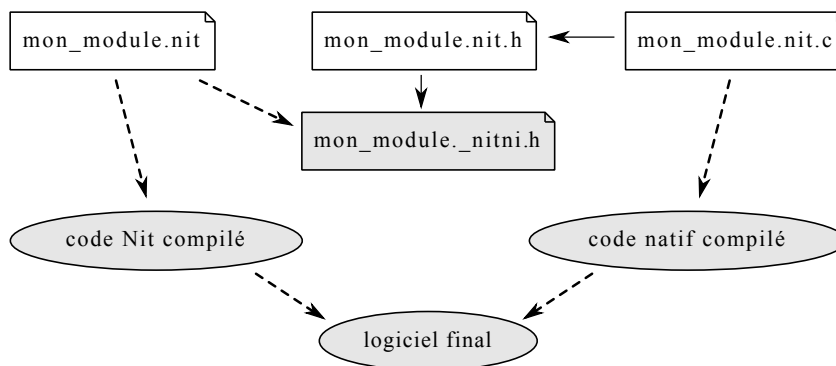 mon_module.nit
mon_module.nit.h
mon_module.nit.c
mon_module._nitni.h
code Nit compilé
code natif compilé
logiciel final